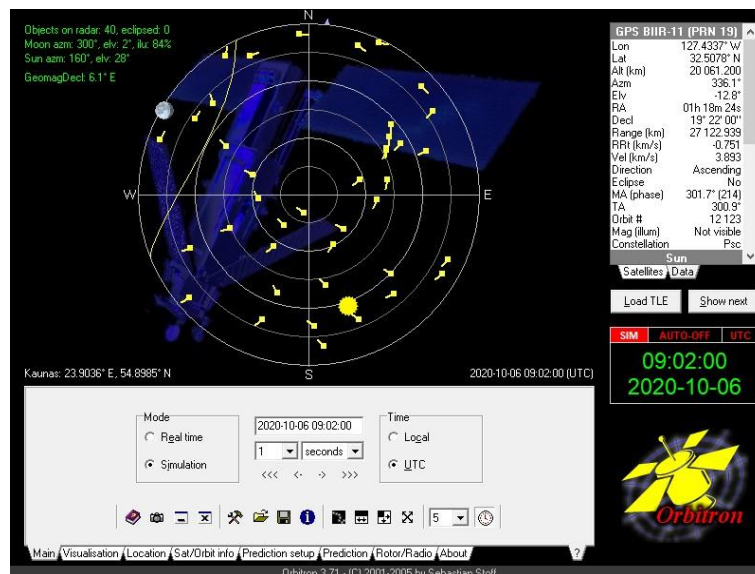 Objects on radar: 40, eclipsed: 0
Moon azm: 300°, elv: 2°, ilu: 84%
Sun azm: 160°, elv: 28°
GeomagDecl: 6.1° E
N
W
E
S
Kaunas: 23.9036° E, 54.8985° N
2020-10-06 09:02:00 (UTC)
GPS BIIR-11 (PRN 19)
Lon 127.4337° W
Lat 32.5078° N
Alt (km) 20 061.200
Azm 336.1°
Elv -12.8°
RA 01h 18m 24s
Decl 19° 22' 00"
Range (km) 27 122.939
RRt (km/s) -0.751
Vel (km/s) 3.893
Direction Ascending
Eclipse No
MA (phase) 301.7° (214)
TA 300.9°
Orbit # 12 123
Mag (illum) Not visible
Constellation Psc
Sun
Satellites Data
Load TLE Show next
SIM AUTO-OFF UTC
09:02:00
2020-10-06
Orbitron
Mode
Real time
Simulation
2020-10-06 09:02:00
1 seconds
<<< <- -> >>>
Time
Local
UTC
5
Main Visualisation Location Sat/Orbit info Prediction setup Prediction Rotor/Radio About ?
Orbitron 3.71 - (C) 2001-2005 by Sebastian Stoff